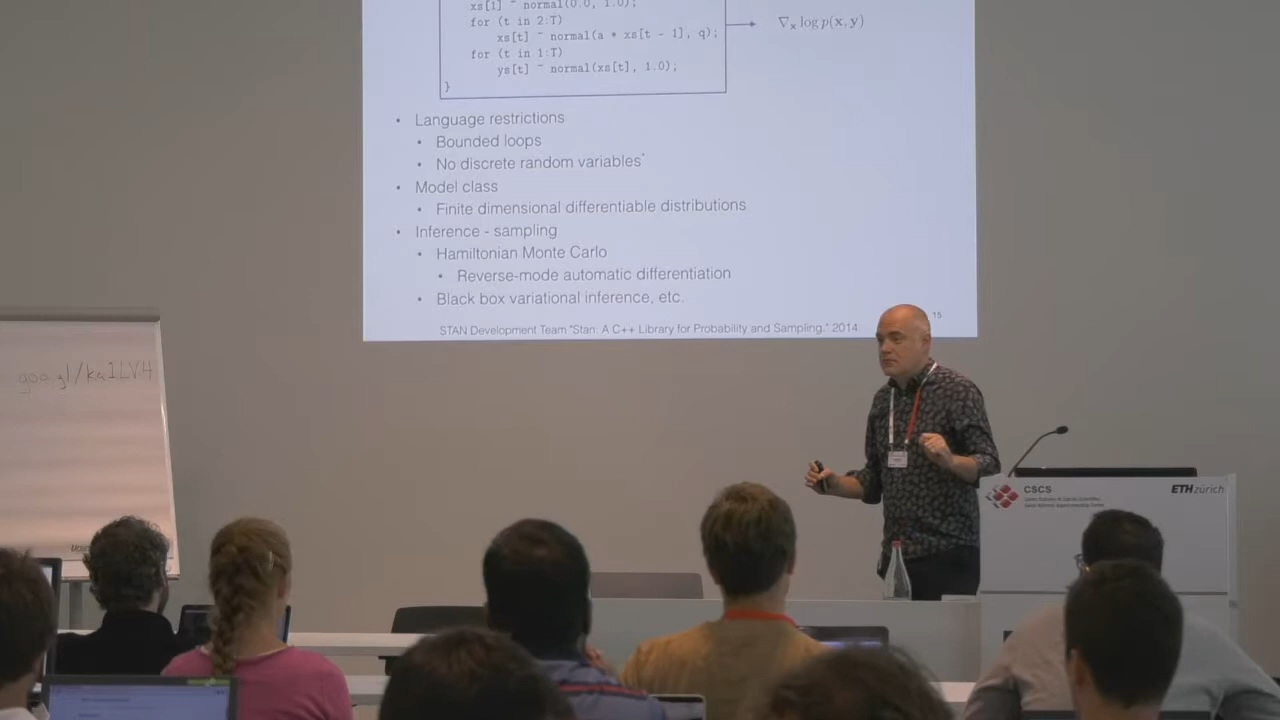 xs[1] ~ normal(0.0, 1.0);
for (t in 2:T)
xs[t] ~ normal(a * xs[t - 1], q);
for (t in 1:T)
ys[t] ~ normal(xs[t], 1.0);
}
∇ₓ log p(x, y)
• Language restrictions
• Bounded loops
• No discrete random variables*
• Model class
• Finite dimensional differentiable distributions
• Inference - sampling
• Hamiltonian Monte Carlo
• Reverse-mode automatic differentiation
• Black box variational inference, etc.
15
STAN Development Team "Stan: A C++ Library for Probability and Sampling." 2014.
goo.gl/ka1LV4
CSCS
ETH zürich